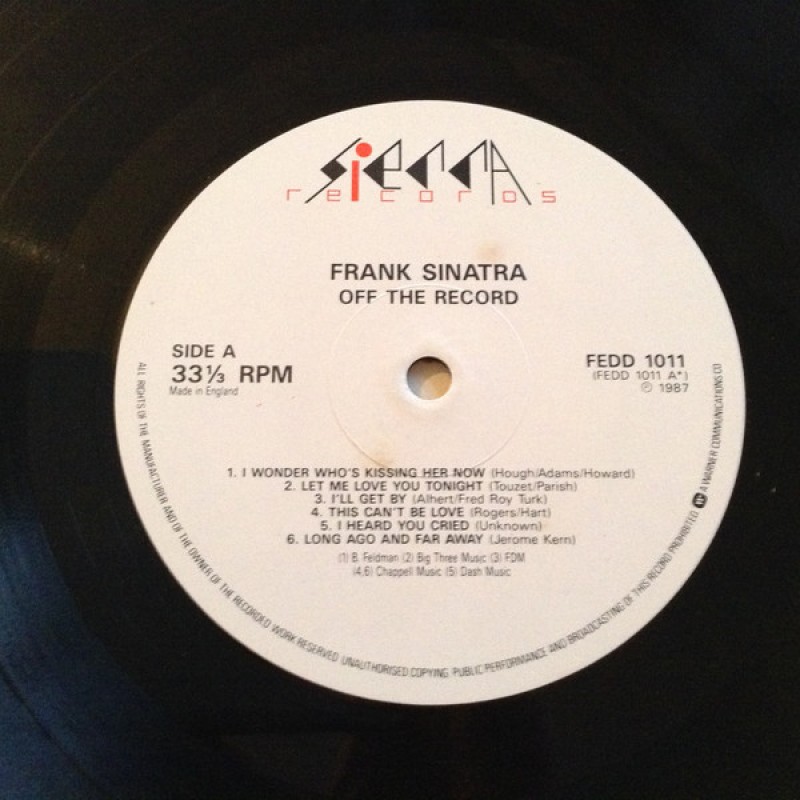 SIERRA
records
FRANK SINATRA
OFF THE RECORD
SIDE A
33⅓ RPM
Made in England
FEDD 1011
(FEDD 1011 A*)
℗ 1987
1. I WONDER WHO'S KISSING HER NOW (Hough/Adams/Howard)
2. LET ME LOVE YOU TONIGHT (Touzet/Parish)
3. I'LL GET BY (Alhert/Fred Roy Turk)
4. THIS CAN'T BE LOVE (Rogers/Hart)
5. I HEARD YOU CRIED (Unknown)
6. LONG AGO AND FAR AWAY (Jerome Kern)
(1) B. Feldman (2) Big Three Music (3) FDM
(4,6) Chappell Music (5) Dash Music
ALL RIGHTS OF THE MANUFACTURER AND OF THE OWNER OF THE RECORDED WORK RESERVED UNAUTHORISED COPYING, PUBLIC PERFORMANCE AND BROADCASTING OF THIS RECORD PROHIBITED. W A WARNER COMMUNICATIONS CO